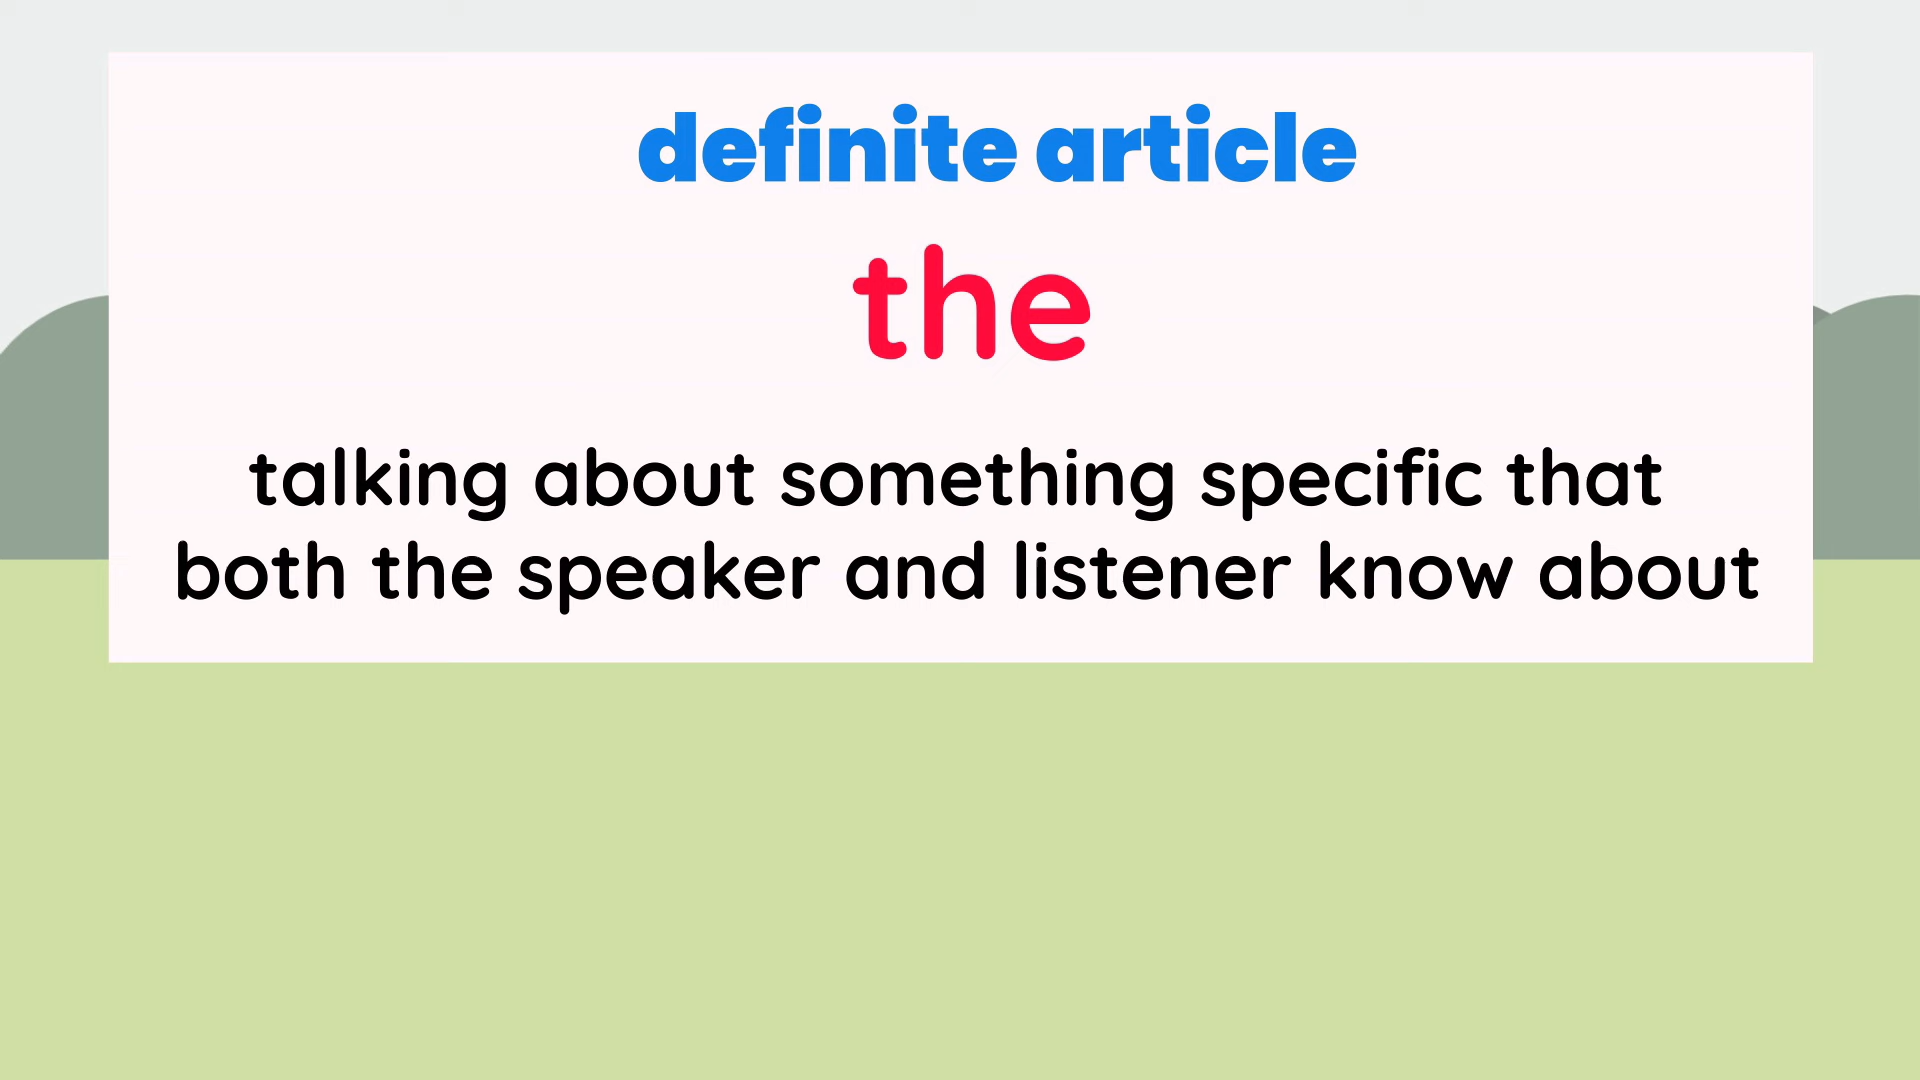 definite article
the
talking about something specific that
both the speaker and listener know about